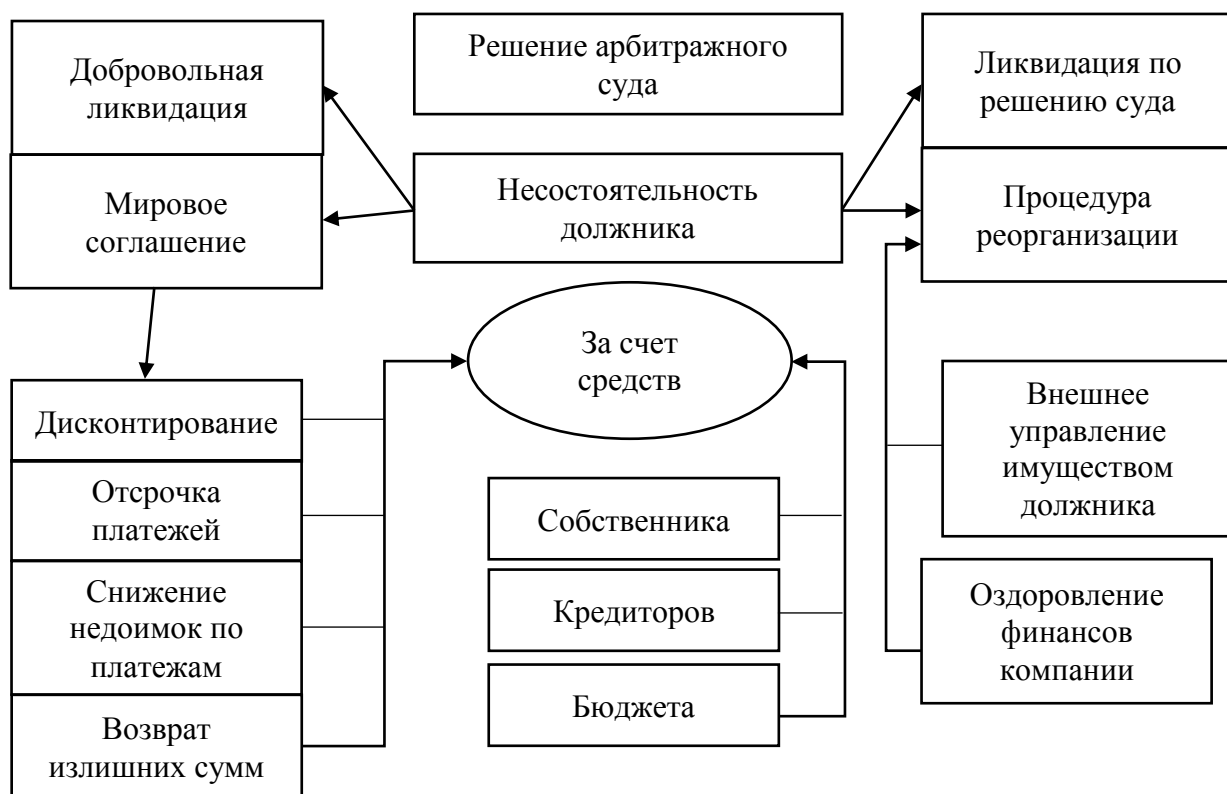 Добровольная
ликвидация
Решение арбитражного
суда
Ликвидация по
решению суда
Мировое
соглашение
Несостоятельность
должника
Процедура
реорганизации
За счет
средств
Дисконтирование
Отсрочка
платежей
Снижение
недоимок по
платежам
Возврат
излишних сумм
Собственника
Кредиторов
Бюджета
Внешнее
управление
имуществом
должника
Оздоровление
финансов
компании